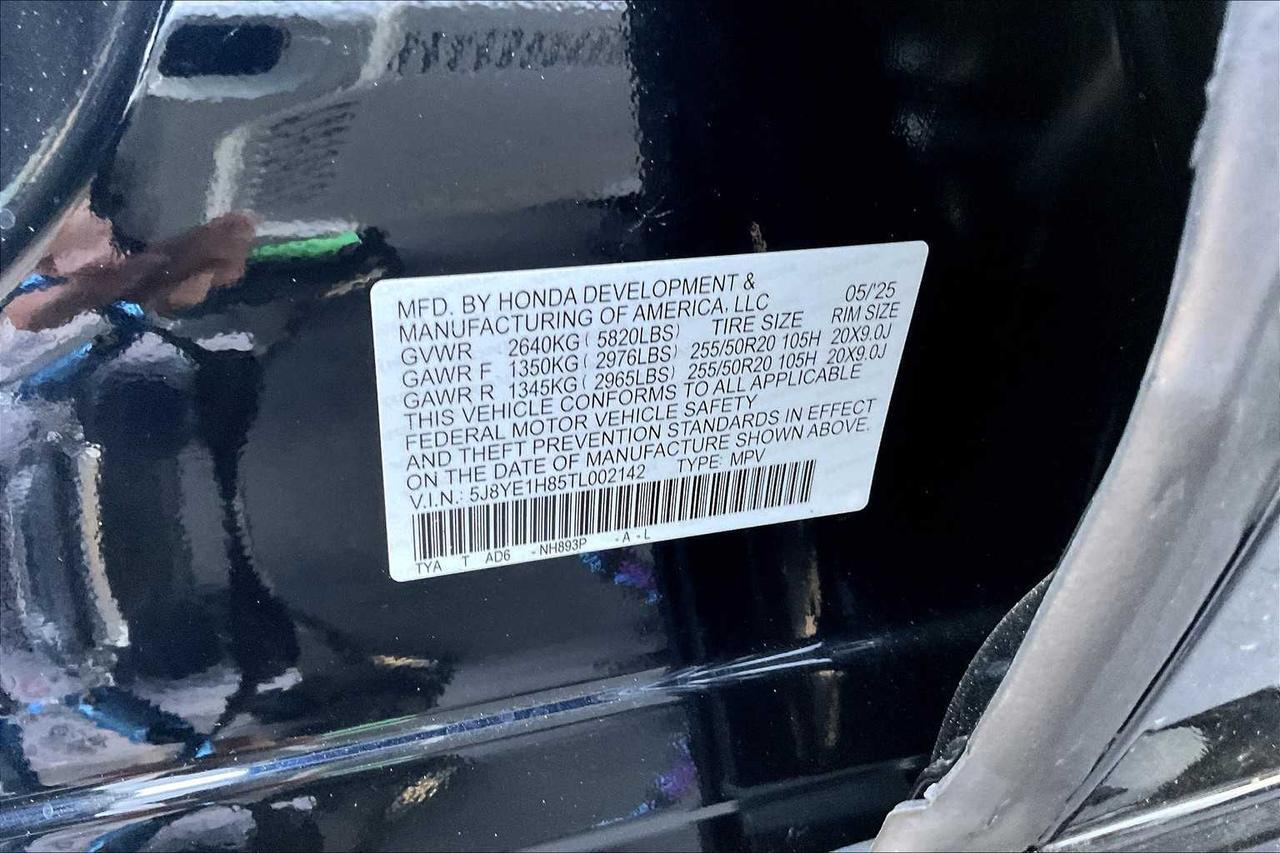 MFD. BY HONDA DEVELOPMENT & 05/'25
MANUFACTURING OF AMERICA, LLC
GVWR 2640KG ( 5820LBS) TIRE SIZE RIM SIZE
GAWR F 1350KG ( 2976LBS) 255/50R20 105H 20X9.0J
GAWR R 1345KG ( 2965LBS) 255/50R20 105H 20X9.0J
THIS VEHICLE CONFORMS TO ALL APPLICABLE
FEDERAL MOTOR VEHICLE SAFETY
AND THEFT PREVENTION STANDARDS IN EFFECT
ON THE DATE OF MANUFACTURE SHOWN ABOVE.
V.I.N.: 5J8YE1H85TL002142 TYPE: MPV
TYA T AD6 - NH893P - A - L